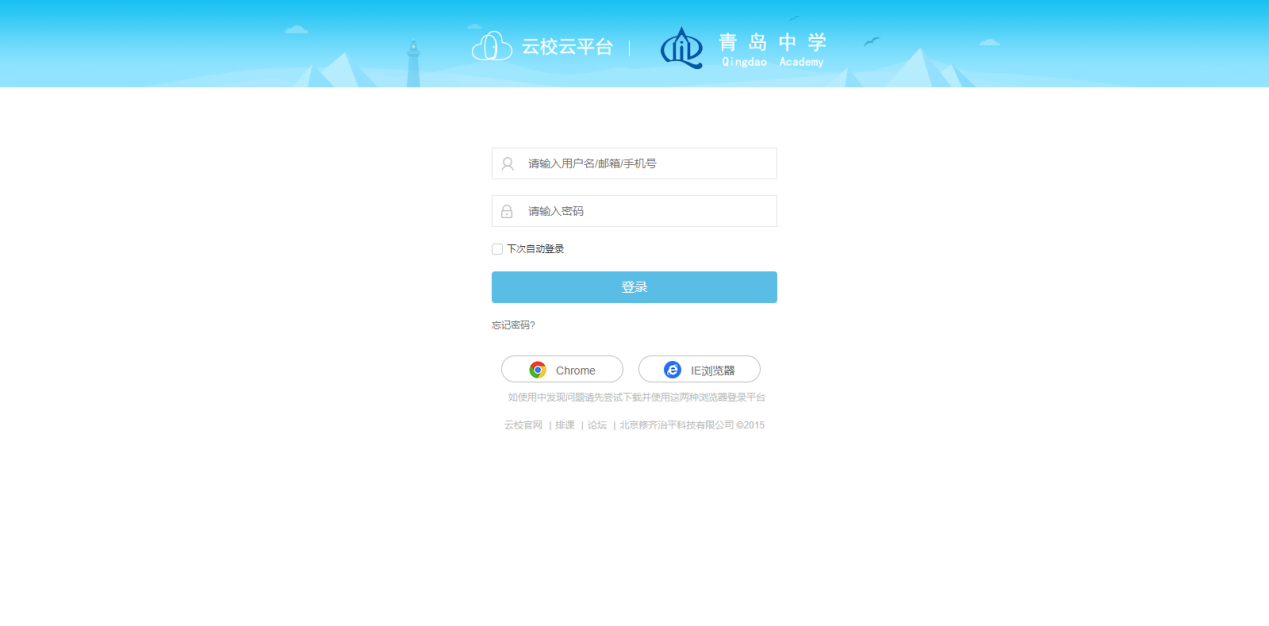 云校云平台 | 青岛中学
Qingdao Academy
请输入用户名/邮箱/手机号
请输入密码
下次自动登录
登录
忘记密码?
Chrome IE浏览器
如使用中发现问题请先尝试下载并使用这两种浏览器登录平台
云校官网 | 排课 | 论坛 | 北京修齐治平科技有限公司 ©2015